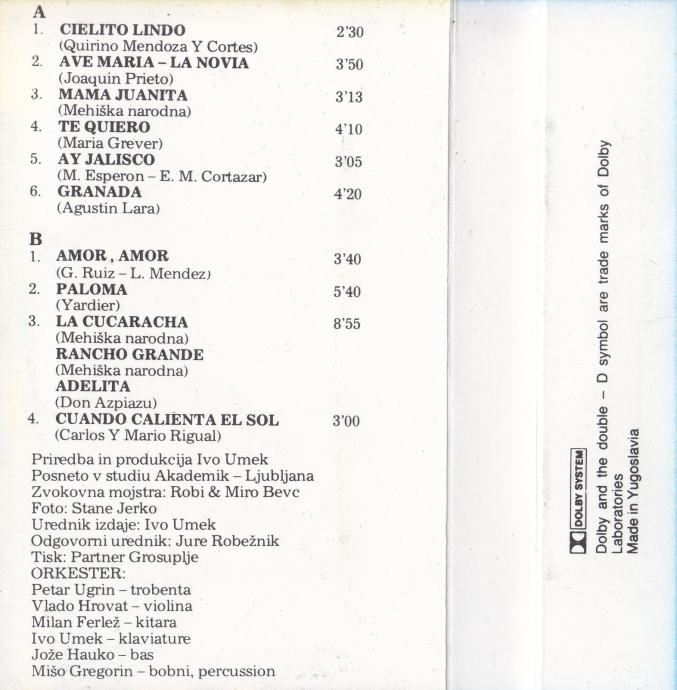 A
1. CIELITO LINDO 2'30
(Quirino Mendoza Y Cortes)
2. AVE MARIA – LA NOVIA 3'50
(Joaquin Prieto)
3. MAMA JUANITA 3'13
(Mehiška narodna)
4. TE QUIERO 4'10
(Maria Grever)
5. AY JALISCO 3'05
(M. Esperon – E. M. Cortazar)
6. GRANADA 4'20
(Agustin Lara)
B
1. AMOR, AMOR 3'40
(G. Ruiz – L. Mendez)
2. PALOMA 5'40
(Yardier)
3. LA CUCARACHA 8'55
(Mehiška narodna)
RANCHO GRANDE
(Mehiška narodna)
ADELITA
(Don Azpiazu)
4. CUANDO CALIENTA EL SOL 3'00
(Carlos Y Mario Rigual)
Priredba in produkcija Ivo Umek
Posneto v studiu Akademik – Ljubljana
Zvokovna mojstra: Robi & Miro Bevc
Foto: Stane Jerko
Urednik izdaje: Ivo Umek
Odgovorni urednik: Jure Robežnik
Tisk: Partner Grosuplje
ORKESTER:
Petar Ugrin – trobenta
Vlado Hrovat – violina
Milan Ferlež – kitara
Ivo Umek – klaviature
Jože Hauko – bas
Mišo Gregorin – bobni, percussion
DOLBY SYSTEM
Dolby and the double – D symbol are trade marks of Dolby
Laboratories
Made in Yugoslavia